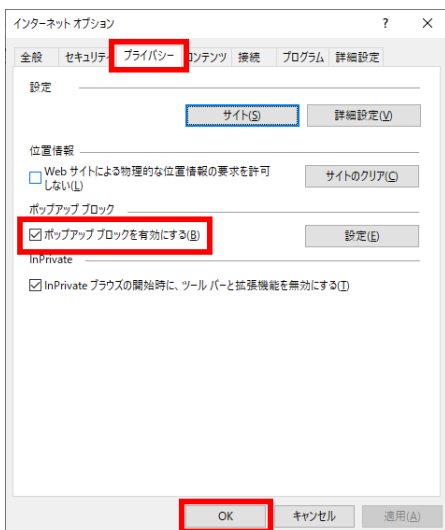 インターネット オプション ? ×
全般 セキュリティ プライバシー コンテンツ 接続 プログラム 詳細設定
設定
サイト(S) 詳細設定(V)
位置情報
Web サイトによる物理的な位置情報の要求を許可
しない(L)
サイトのクリア(C)
ポップアップ ブロック
ポップアップ ブロックを有効にする(B) 設定(E)
InPrivate
InPrivate ブラウズの開始時に、ツール バーと拡張機能を無効にする(T)
OK キャンセル 適用(A)